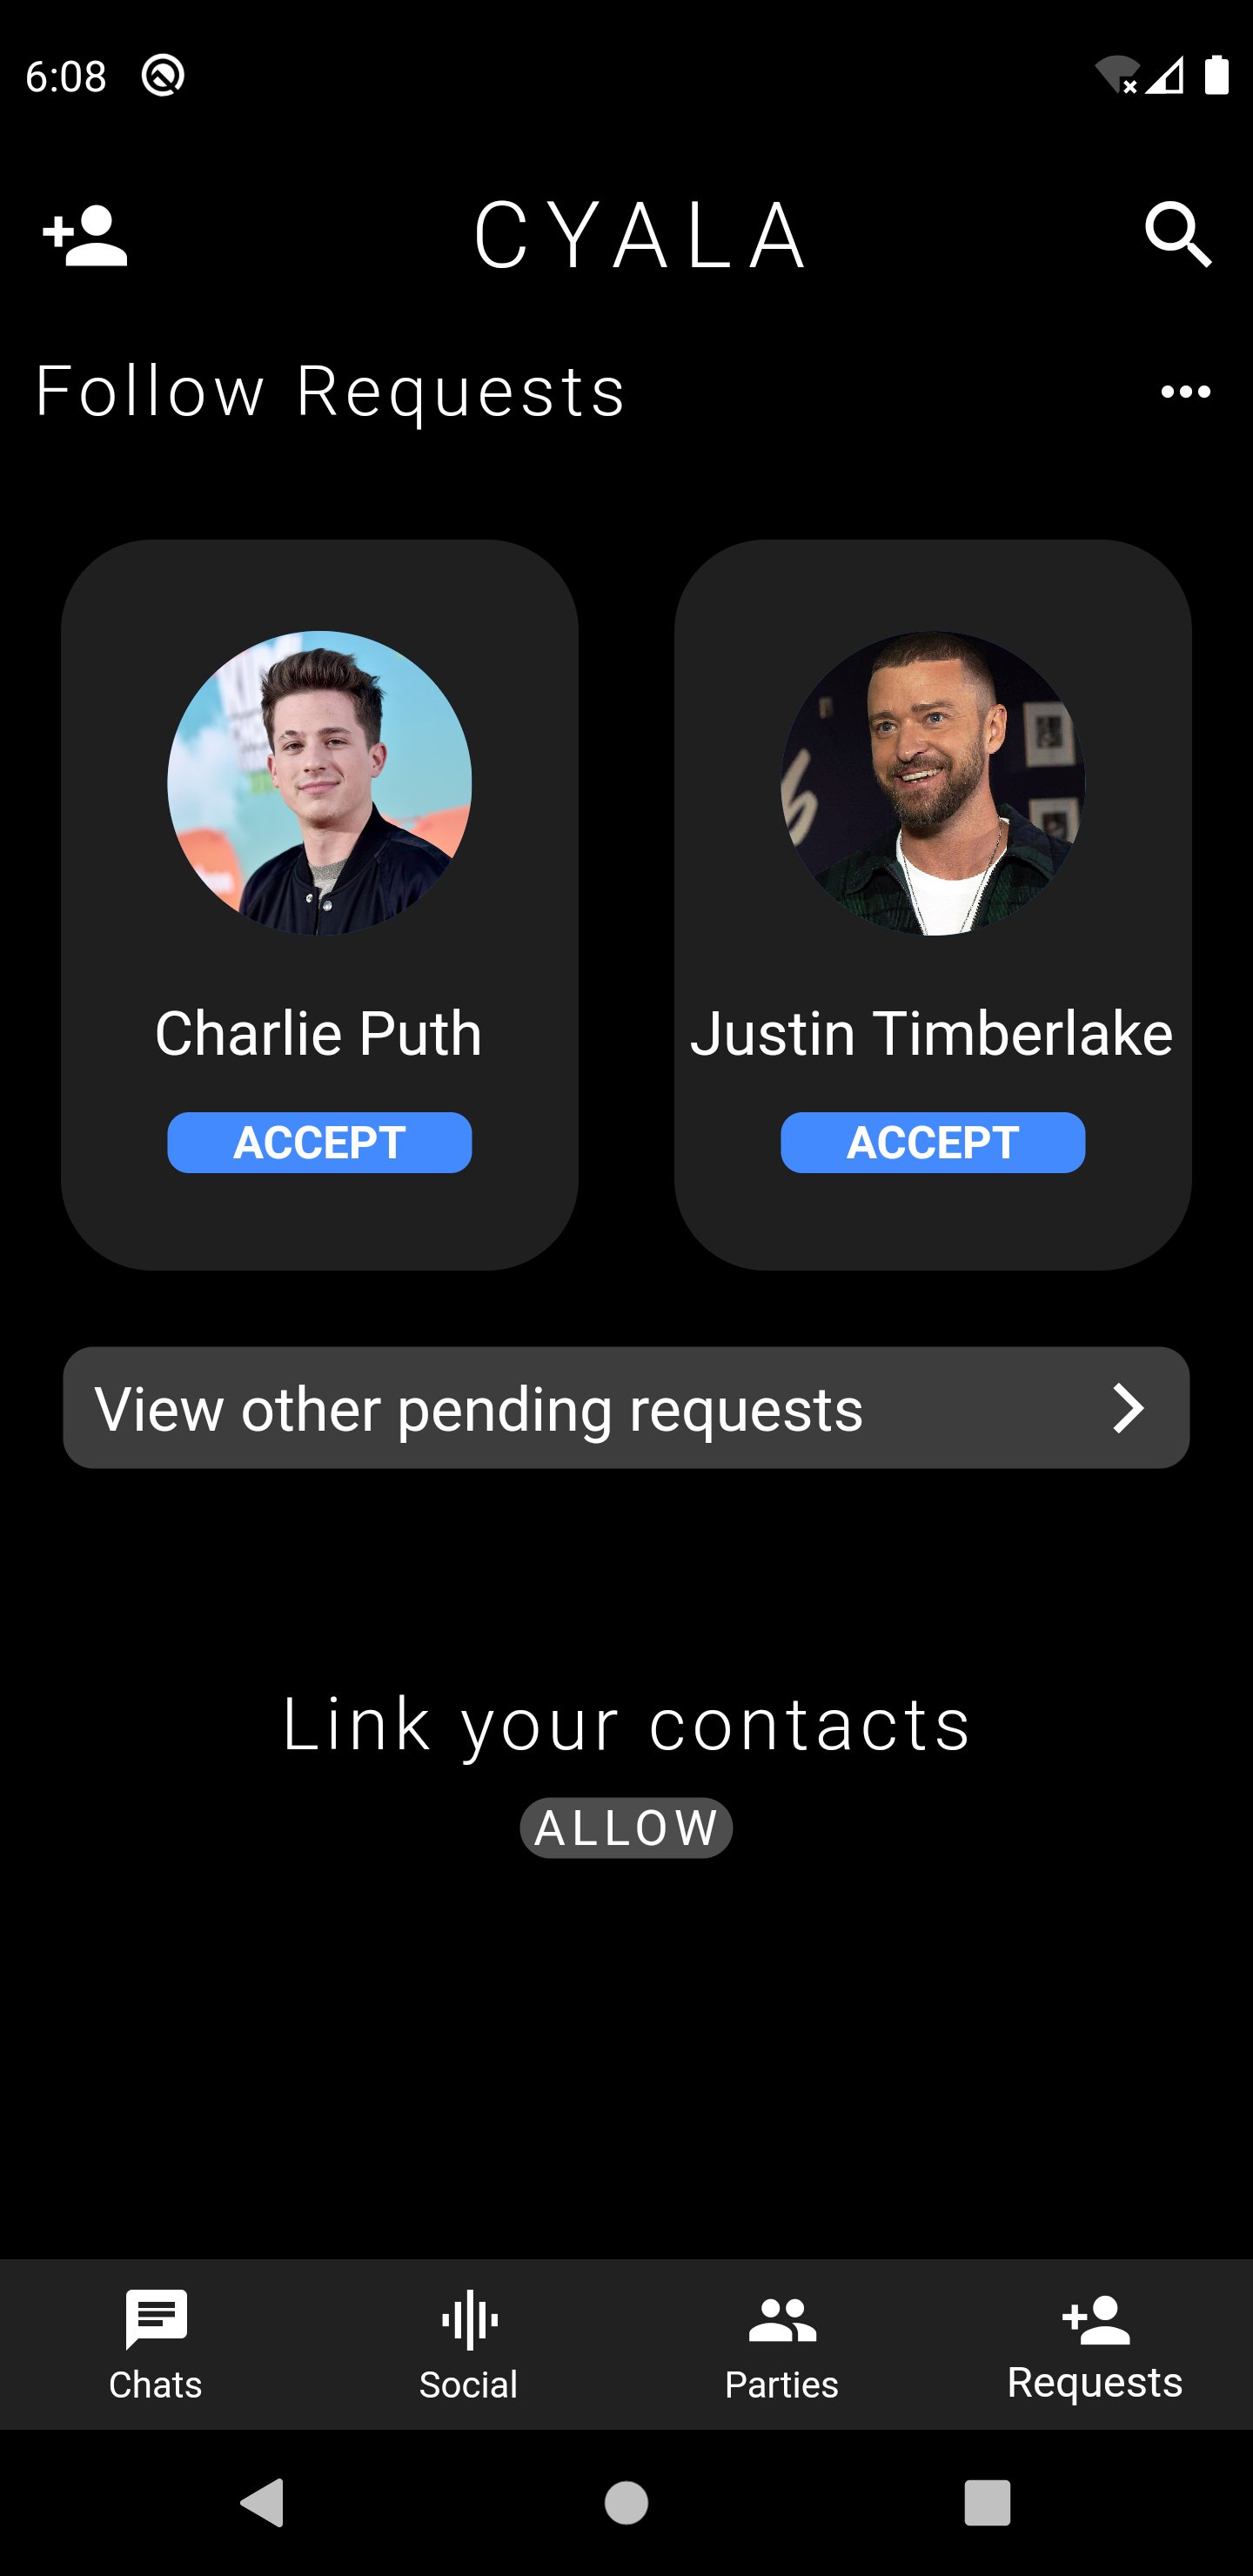 6:08
CYALA
Follow Requests
Charlie Puth
Justin Timberlake
ACCEPT
ACCEPT
View other pending requests
Link your contacts
ALLOW
Chats
Social
Parties
Requests